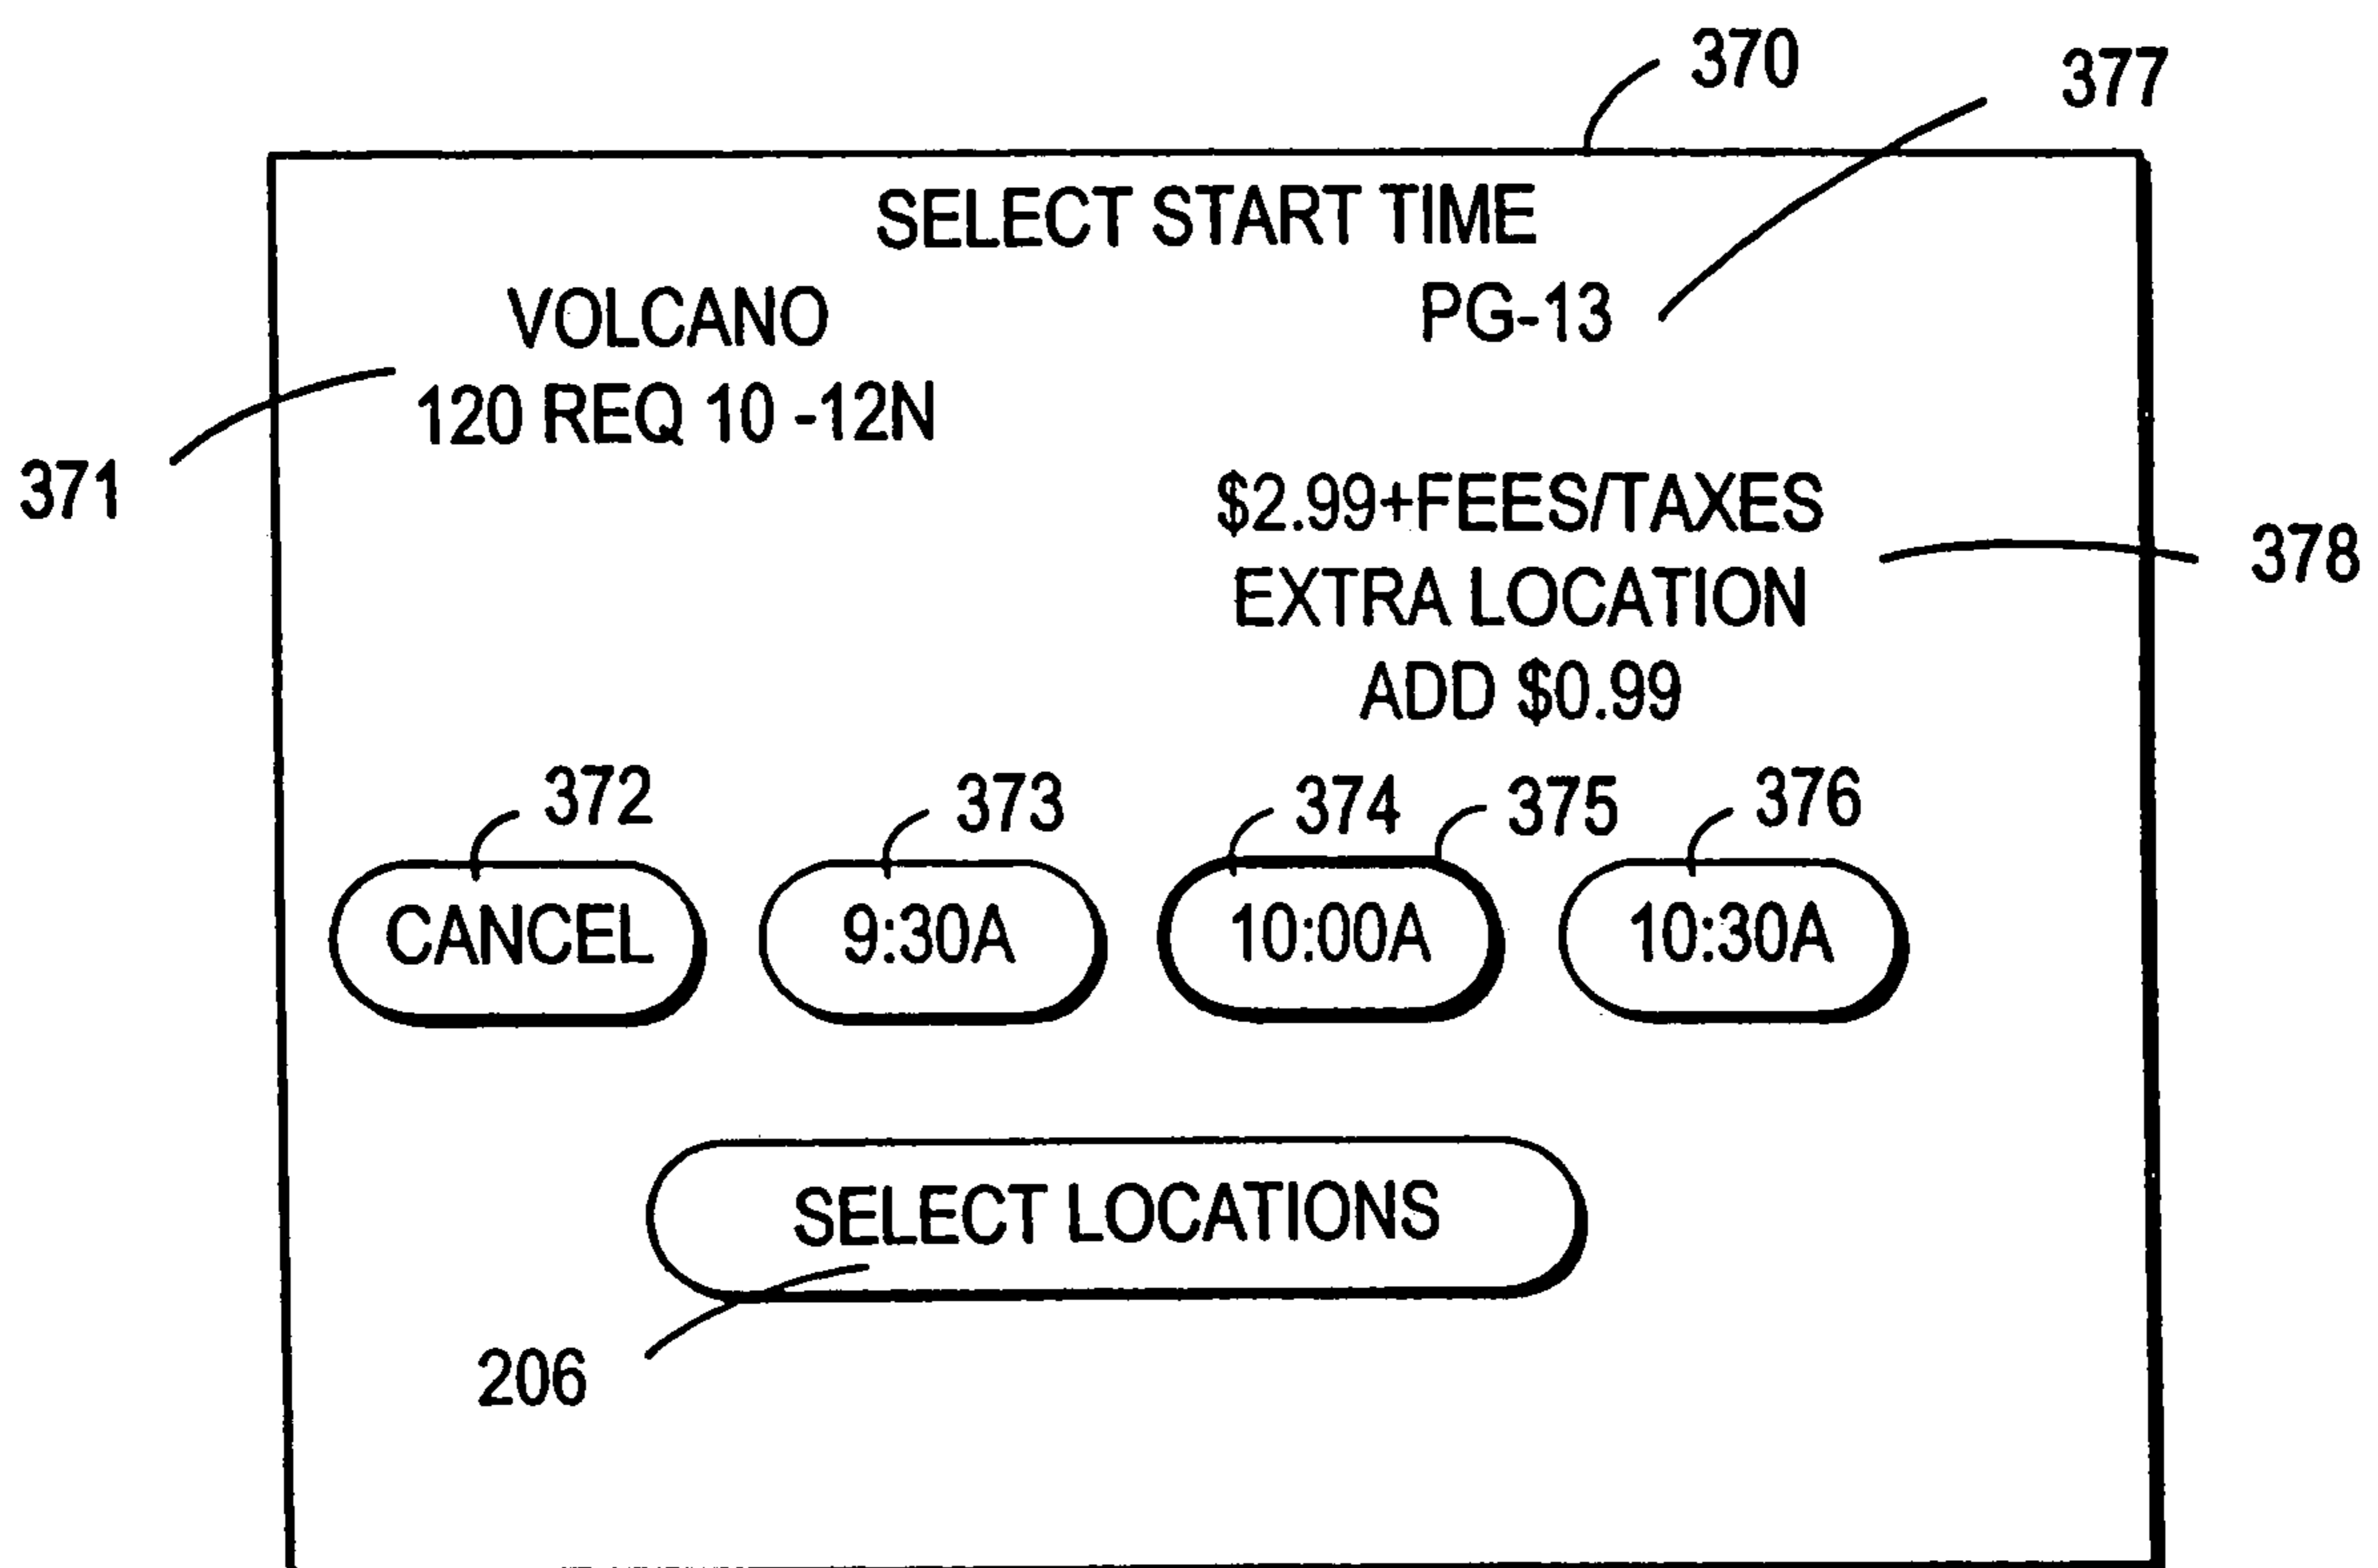 370
377
SELECT START TIME
VOLCANO PG-13
120 REQ 10 -12N
371
$2.99+FEES/TAXES
378
EXTRA LOCATION
ADD $0.99
372 373 374 375 376
CANCEL 9:30A 10:00A 10:30A
SELECT LOCATIONS
206